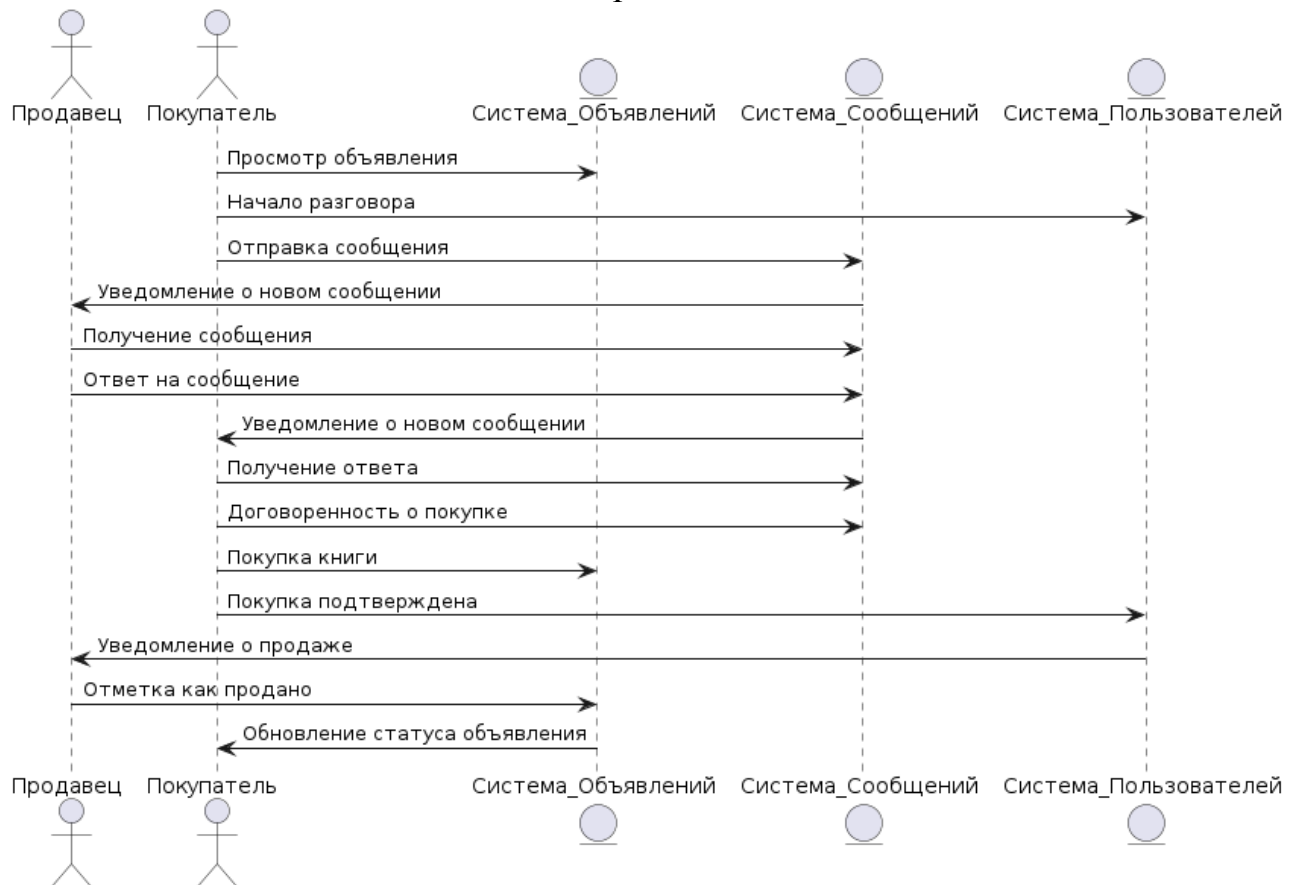 Продавец Покупатель Система_Объявлений Система_Сообщений Система_Пользователей
Просмотр объявления
Начало разговора
Отправка сообщения
Уведомление о новом сообщении
Получение сообщения
Ответ на сообщение
Уведомление о новом сообщении
Получение ответа
Договоренность о покупке
Покупка книги
Покупка подтверждена
Уведомление о продаже
Отметка как продано
Обновление статуса объявления
Продавец Покупатель Система_Объявлений Система_Сообщений Система_Пользователей